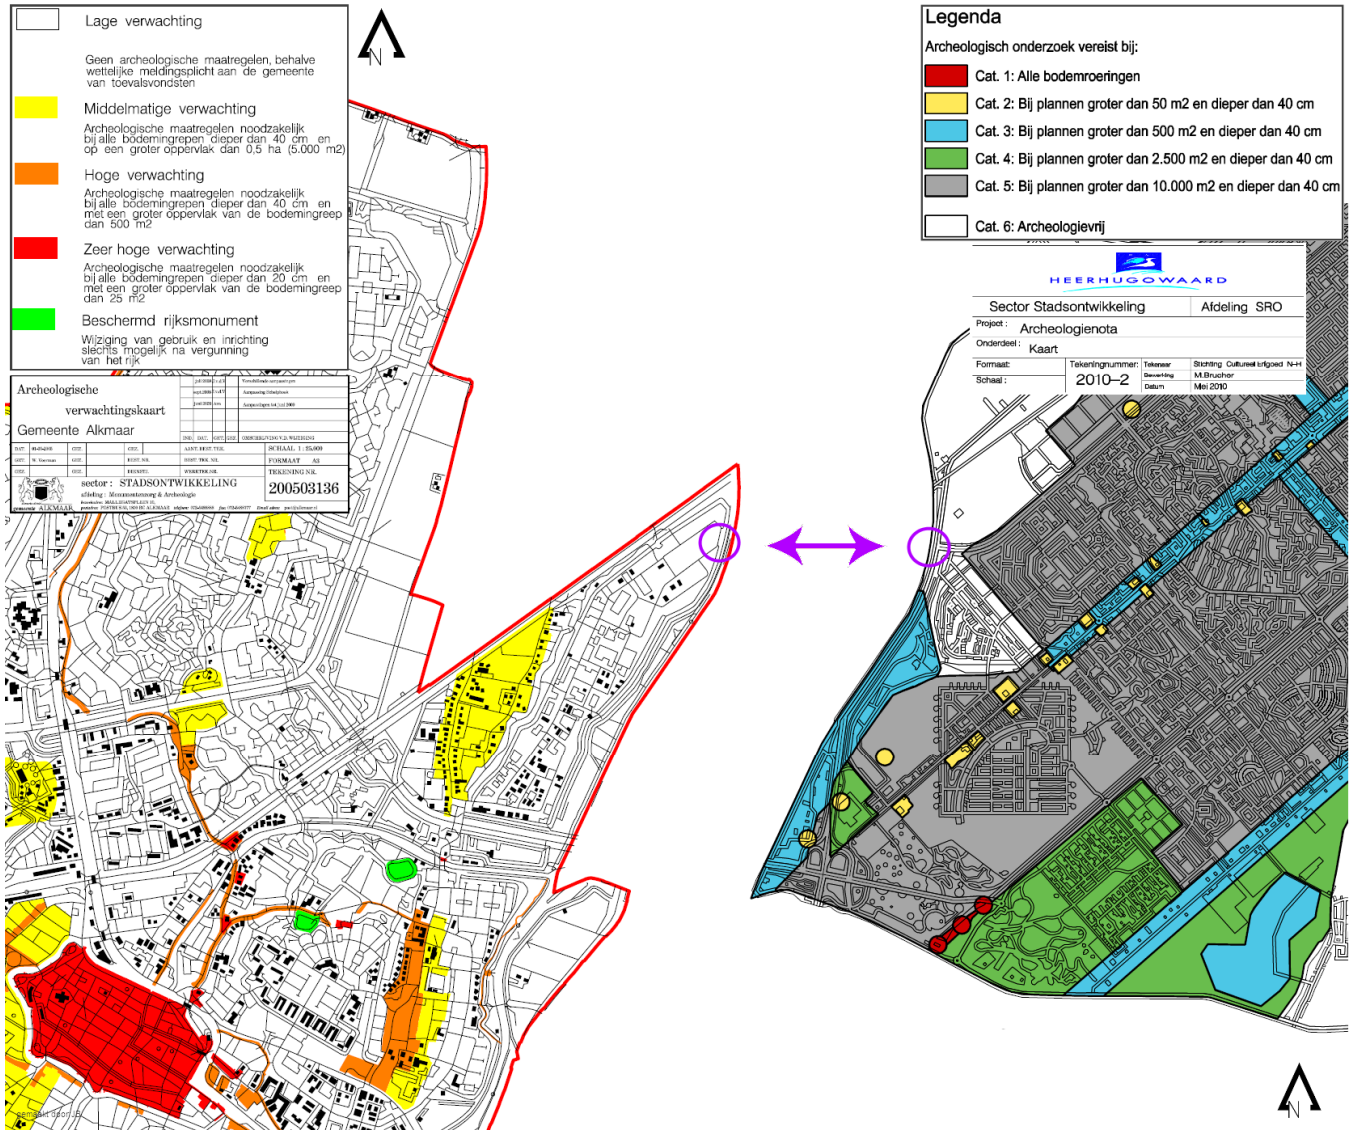 Lage verwachting
Geen archeologische maatregelen, behalve
wettelijke meldingsplicht aan de gemeente
van toevalsvondsten
Middelmatige verwachting
Archeologische maatregelen noodzakelijk
bij alle bodemingrepen dieper dan 40 cm en
op een groter oppervlak dan 0,5 ha (5.000 m2)
Hoge verwachting
Archeologische maatregelen noodzakelijk
bij alle bodemingrepen dieper dan 40 cm en
met een groter oppervlak van de bodemingreep
dan 500 m2
Zeer hoge verwachting
Archeologische maatregelen noodzakelijk
bij alle bodemingrepen dieper dan 20 cm en
met een groter oppervlak van de bodemingreep
dan 25 m2
Beschermd rijksmonument
Wijziging van gebruik en inrichting
slechts mogelijk na vergunning
van het rijk
N
Archeologische
verwachtingskaart
Gemeente Alkmaar
SCHAAL 1:15.000
FORMAAT A3
TEKENING NR.
200503136
sector : STADSONTWIKKELING
afdeling : Monumentenzorg & Archeologie
gemeente ALKMAAR
gemaakt door J.B.
Legenda
Archeologisch onderzoek vereist bij:
Cat. 1: Alle bodemroeringen
Cat. 2: Bij plannen groter dan 50 m2 en dieper dan 40 cm
Cat. 3: Bij plannen groter dan 500 m2 en dieper dan 40 cm
Cat. 4: Bij plannen groter dan 2.500 m2 en dieper dan 40 cm
Cat. 5: Bij plannen groter dan 10.000 m2 en dieper dan 40 cm
Cat. 6: Archeologievrij
HEERHUGOWAARD
Sector Stadsontwikkeling Afdeling SRO
Project : Archeologienota
Onderdeel : Kaart
Formaat:
Schaal :
Tekeningnummer:
2010-2
Tekenaar Stichting Cultureel Erfgoed N-H
Bewerking M.Brucher
Datum Mei 2010
N